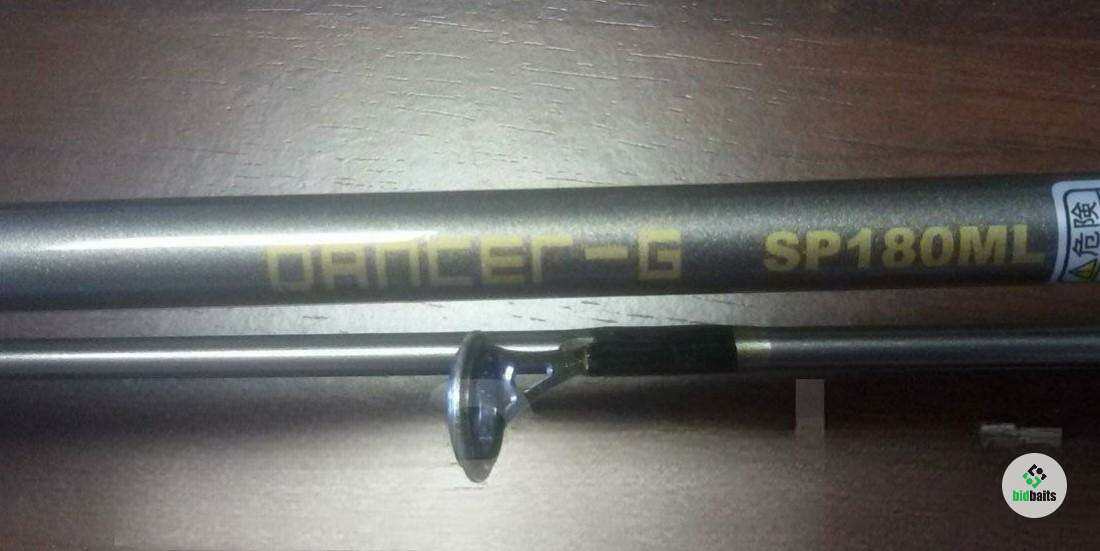 DANCER-G SP180ML
危険
bidbaits